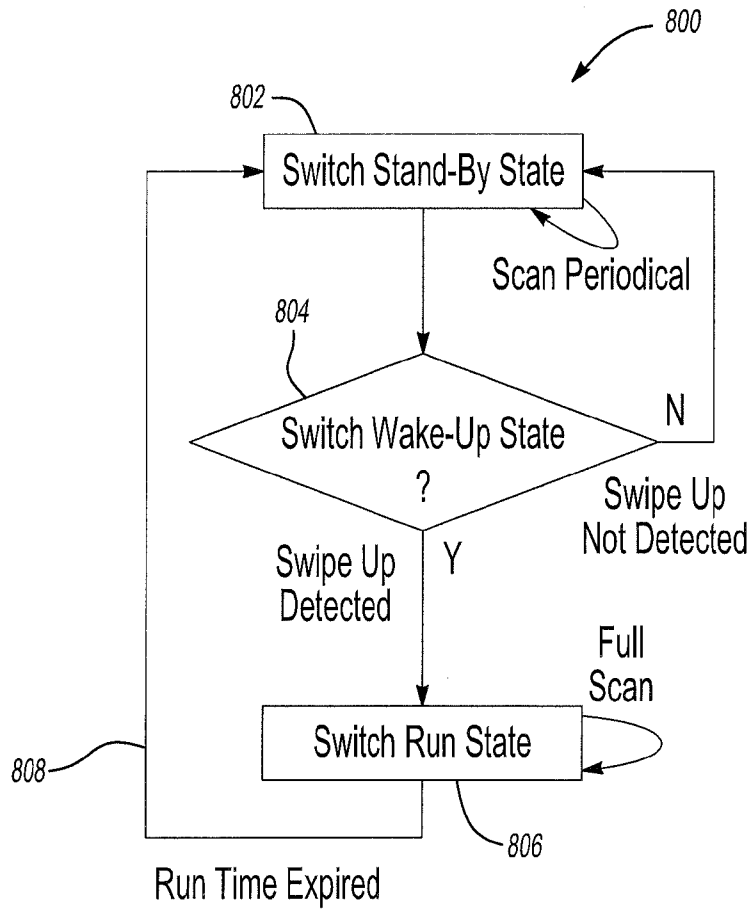 800
802
Switch Stand-By State
Scan Periodical
804
Switch Wake-Up State
?
N
Swipe Up
Not Detected
Swipe Up
Detected
Y
Full
Scan
Switch Run State
808
806
Run Time Expired